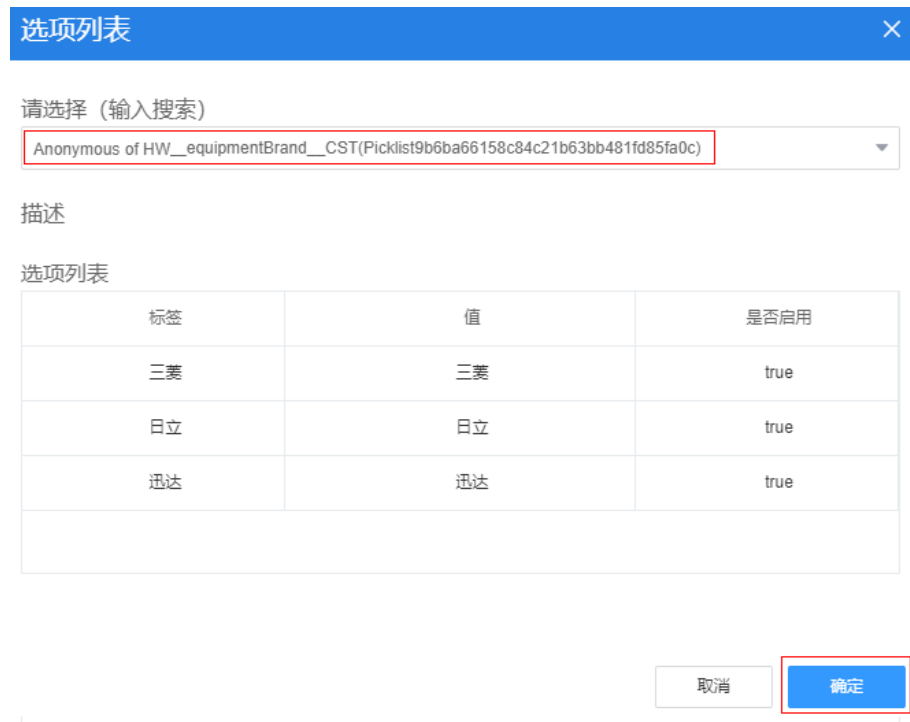 选项列表
请选择（输入搜索）
Anonymous of HW__equipmentBrand__CST(Picklist9b6ba66158c84c21b63bb481fd85fa0c)
描述
选项列表
标签 值 是否启用
三菱 三菱 true
日立 日立 true
迅达 迅达 true
取消 确定